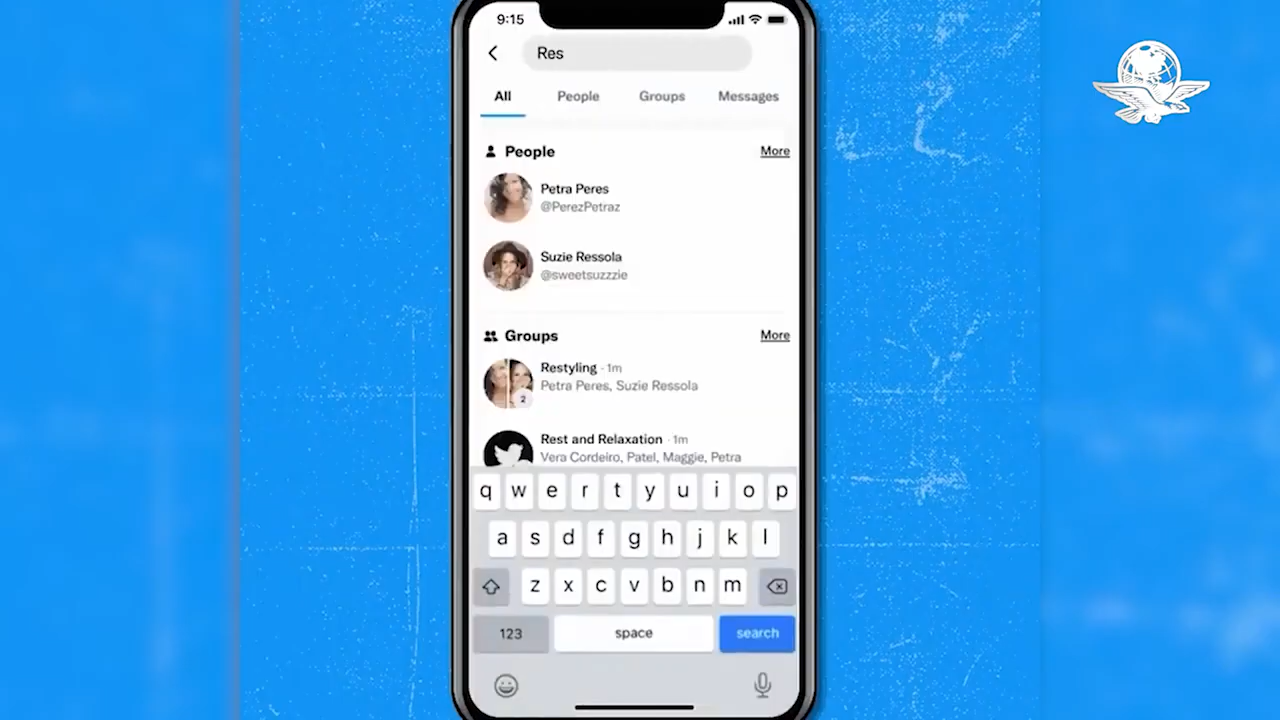 9:15
Res
All People Groups Messages
People More
Petra Peres
@PerezPetraz
Suzie Ressola
@sweetsuzzzie
Groups More
Restyling · 1m
Petra Peres, Suzie Ressola
2
Rest and Relaxation · 1m
Vera Cordeiro, Patel, Maggie, Petra
q w e r t y u i o p
a s d f g h j k l
z x c v b n m
123 space search